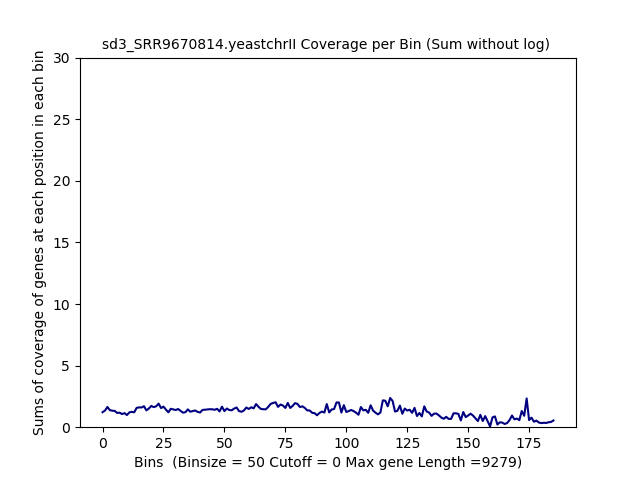 sd3_SRR9670814.yeastchrII Coverage per Bin (Sum without log)
Sums of coverage of genes at each position in each bin
30
25
20
15
10
5
0
0 25 50 75 100 125 150 175
Bins  (Binsize = 50 Cutoff = 0 Max gene Length =9279)